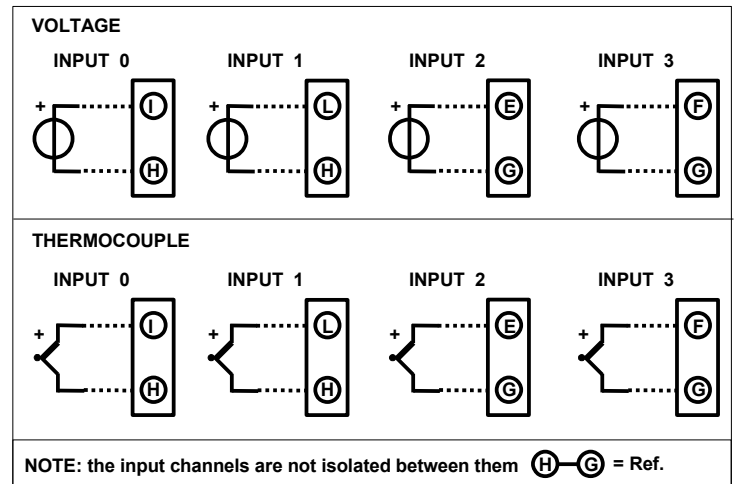 VOLTAGE
INPUT 0 INPUT 1 INPUT 2 INPUT 3
+ I + L + E + F
H H G G
THERMOCOUPLE
INPUT 0 INPUT 1 INPUT 2 INPUT 3
+ I + L + E + F
H H G G
NOTE: the input channels are not isolated between them H G = Ref.